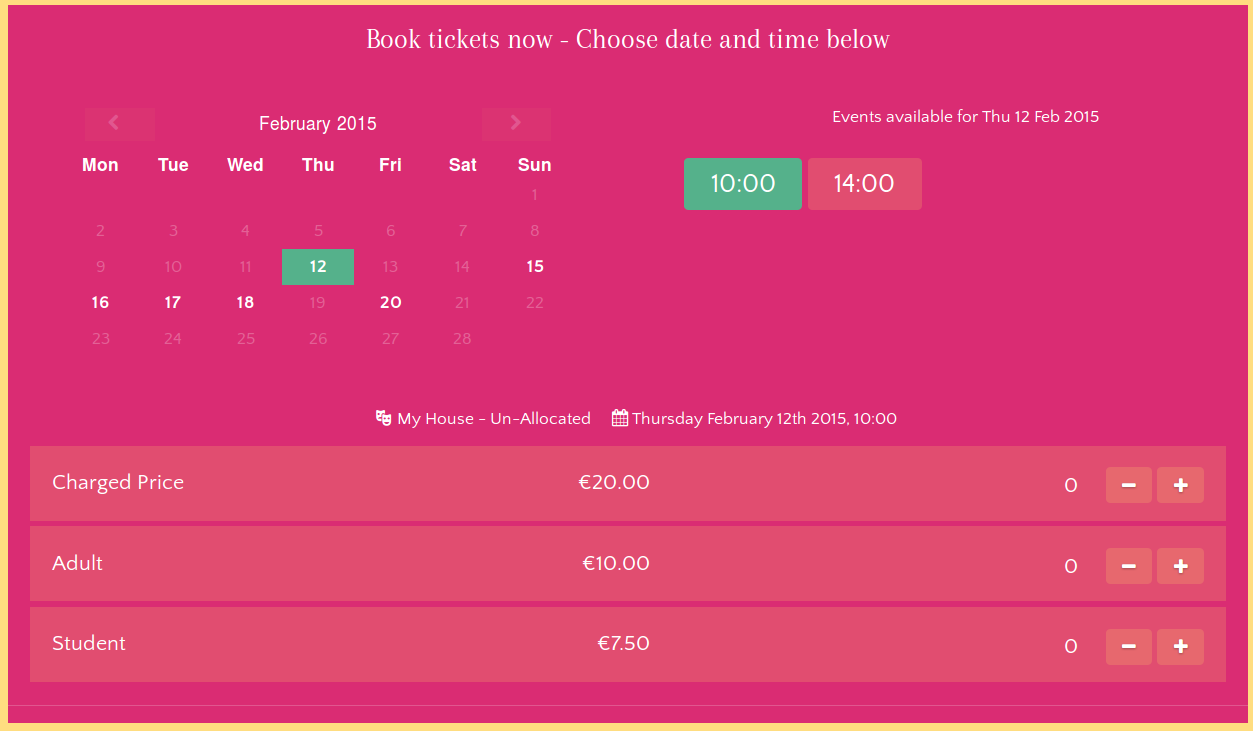 Book tickets now - Choose date and time below
February 2015
Mon Tue Wed Thu Fri Sat Sun
1
2 3 4 5 6 7 8
9 10 11 12 13 14 15
16 17 18 19 20 21 22
23 24 25 26 27 28
Events available for Thu 12 Feb 2015
10:00 14:00
My House - Un-Allocated Thursday February 12th 2015, 10:00
Charged Price €20.00 0
Adult €10.00 0
Student €7.50 0